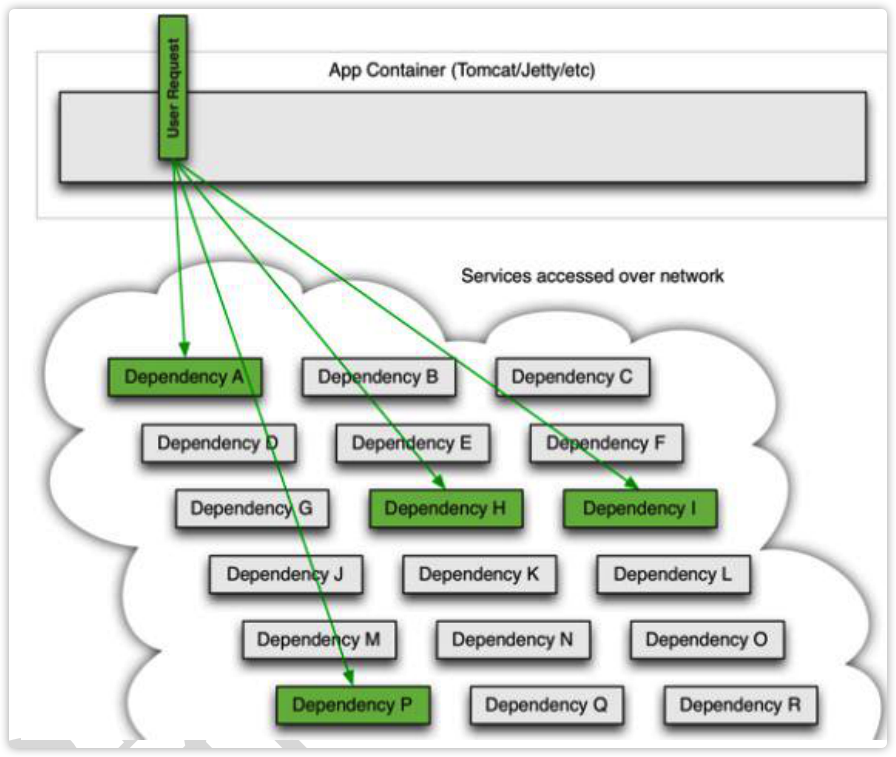 User Request
App Container (Tomcat/Jetty/etc)
Services accessed over network
Dependency A
Dependency B
Dependency C
Dependency D
Dependency E
Dependency F
Dependency G
Dependency H
Dependency I
Dependency J
Dependency K
Dependency L
Dependency M
Dependency N
Dependency O
Dependency P
Dependency Q
Dependency R